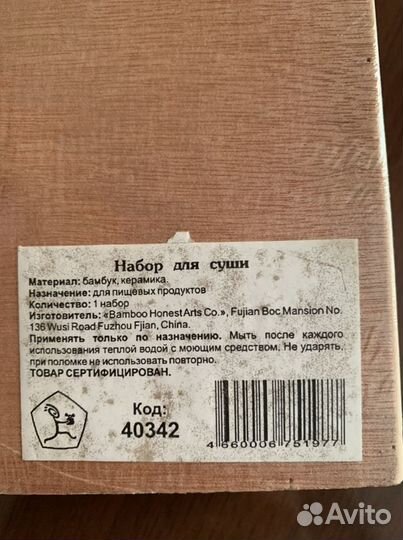 Набор для суши
Материал: бамбук, керамика.
Назначение: для пищевых продуктов
Количество: 1 набор
Изготовитель: «Bamboo HonestArts Co.», Fujian Boc Mansion No.
136 Wusi Road Fuzhou Fjian, China.
Применять только по назначению. Мыть после каждого
использования теплой водой с моющим средством. Не ударять,
при поломке не использовать повторно.
ТОВАР СЕРТИФИЦИРОВАН.
Код:
40342
4 660006 751977
Avito